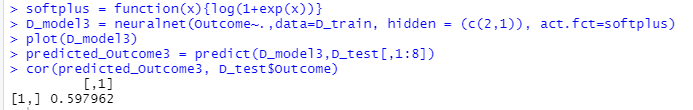 > softplus = function(x){log(1+exp(x))}
> D_model3 = neuralnet(Outcome~.,data=D_train, hidden = (c(2,1)), act.fct=softplus)
> plot(D_model3)
> predicted_Outcome3 = predict(D_model3,D_test[,1:8])
> cor(predicted_Outcome3, D_test$Outcome)
[,1]
[1,] 0.597962